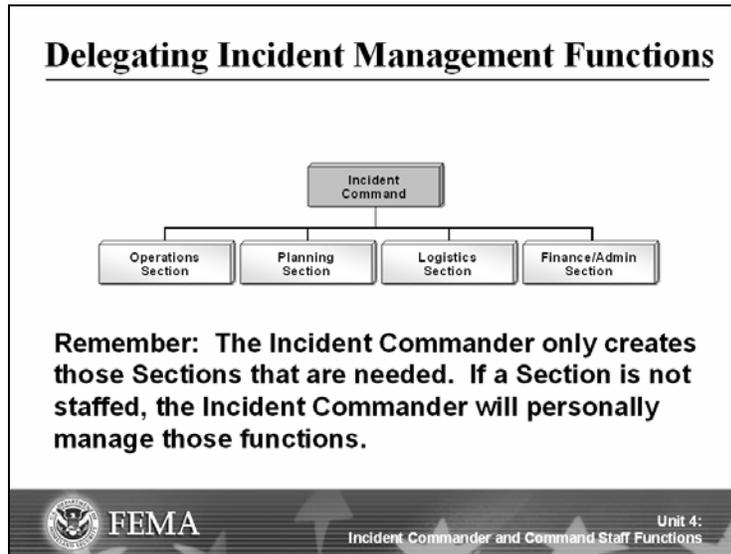 Delegating Incident Management Functions
Incident
Command
Operations
Section
Planning
Section
Logistics
Section
Finance/Admin
Section
Remember:  The Incident Commander only creates
those Sections that are needed.  If a Section is not
staffed, the Incident Commander will personally
manage those functions.
FEMA
Unit 4:
Incident Commander and Command Staff Functions